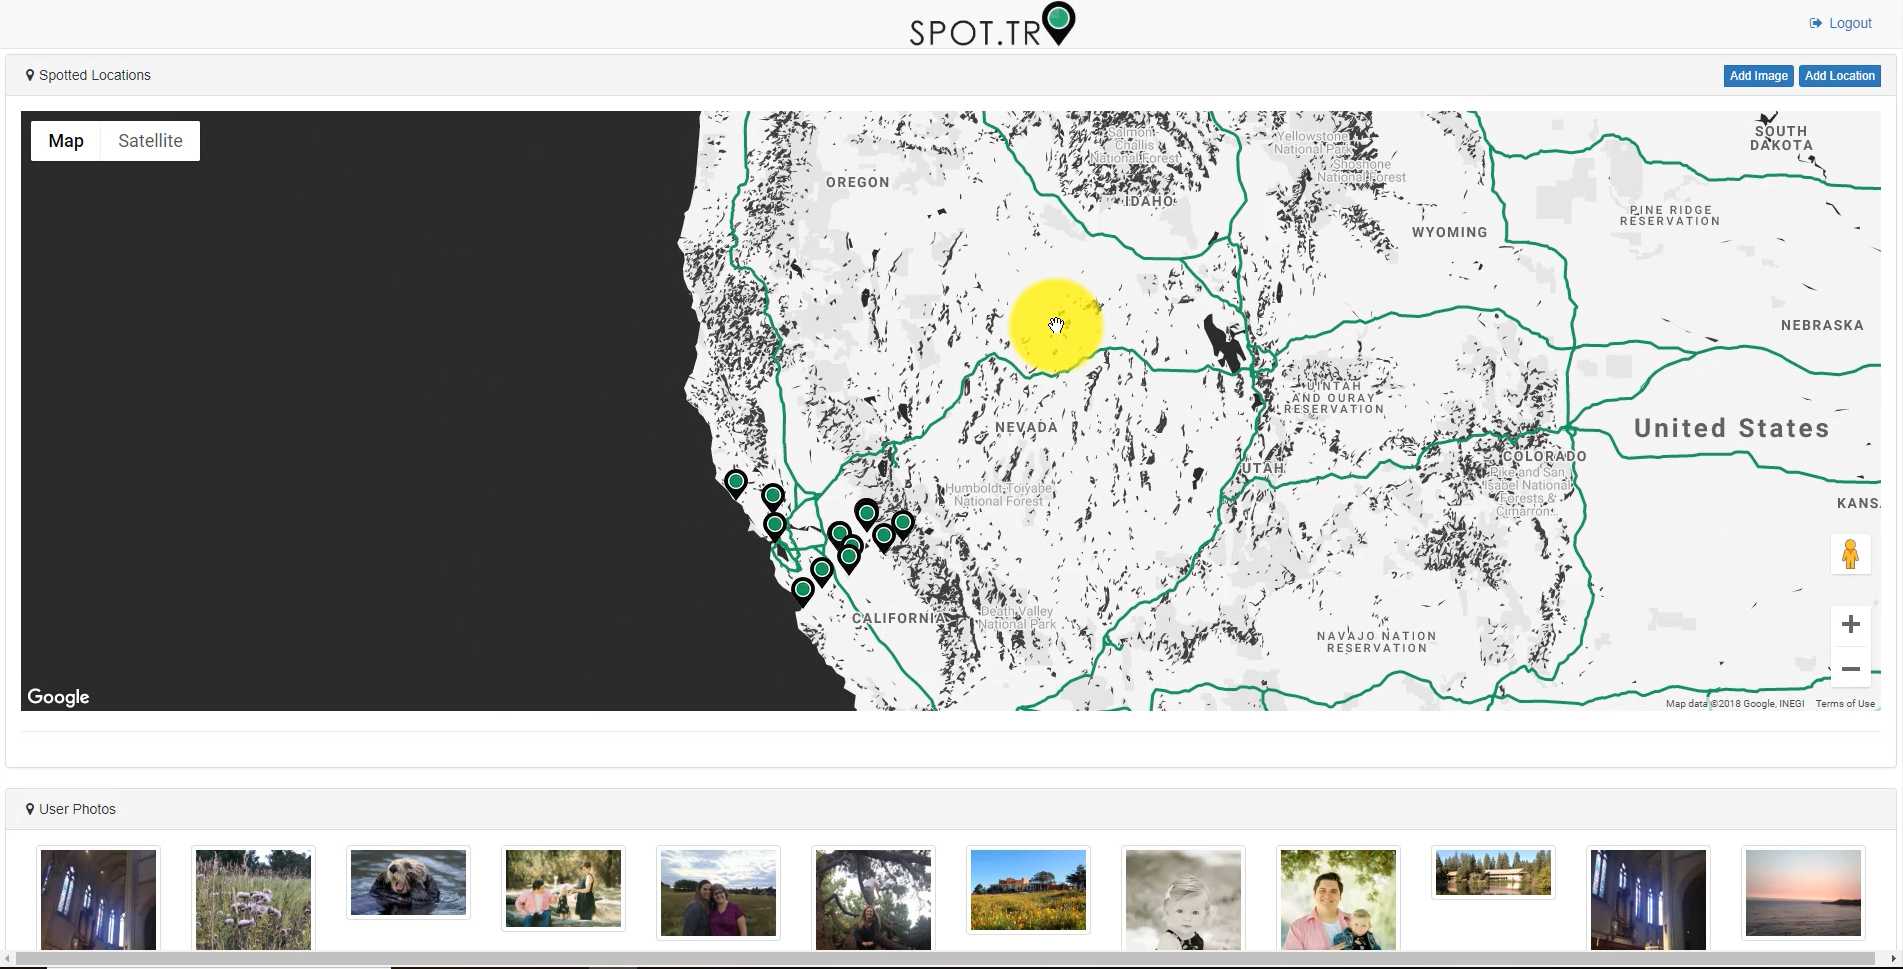 SPOT.TR
Logout
Spotted Locations
Add Image
Add Location
Map
Satellite
Salmon-
Challis
National Forest
Yellowstone
National Park
Shoshone
National Forest
SOUTH
DAKOTA
OREGON
IDAHO
PINE RIDGE
RESERVATION
WYOMING
NEBRASKA
UINTAH
AND OURAY
RESERVATION
NEVADA
United States
UTAH
COLORADO
Pike and San
Isabel National
Forests &
Cimarron...
Humboldt-Toiyabe
National Forest
KANS
CALIFORNIA
Death Valley
National Park
NAVAJO NATION
RESERVATION
Google
Map data ©2018 Google, INEGI
Terms of Use
User Photos